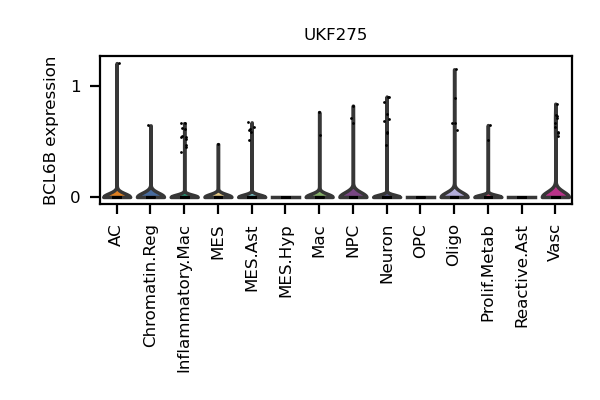 UKF275
BCL6B expression
1
0
AC
Chromatin.Reg
Inflammatory.Mac
MES
MES.Ast
MES.Hyp
Mac
NPC
Neuron
OPC
Oligo
Prolif.Metab
Reactive.Ast
Vasc